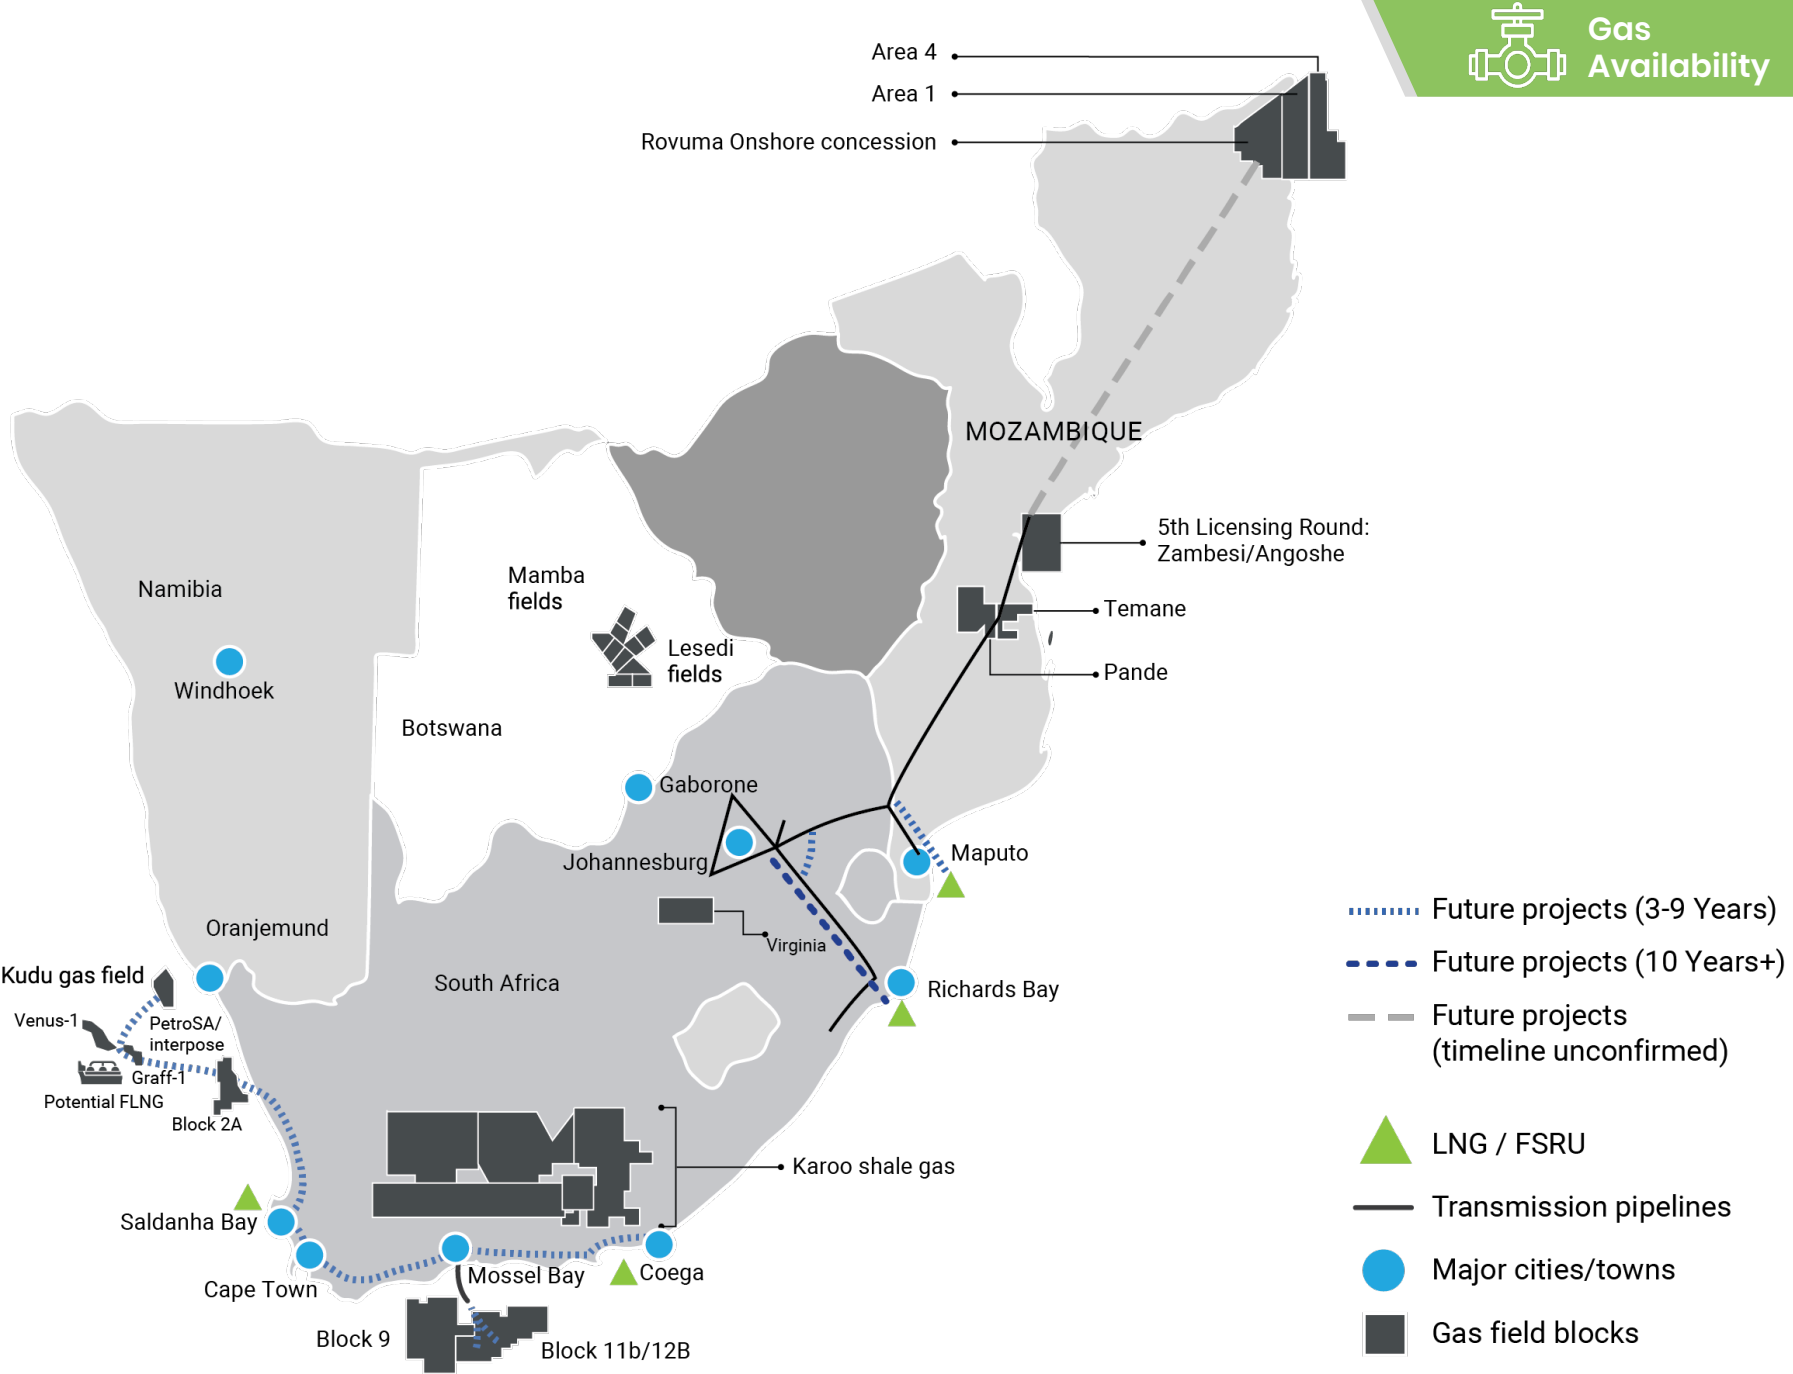 Gas
Availability
Area 4
Area 1
Rovuma Onshore concession
MOZAMBIQUE
5th Licensing Round:
Zambesi/Angoshe
Temane
Pande
Namibia
Windhoek
Mamba
fields
Lesedi
fields
Botswana
Gaborone
Johannesburg
Maputo
Virginia
Oranjemund
South Africa
Richards Bay
Kudu gas field
Venus-1
PetroSA/
interpose
Graff-1
Potential FLNG
Block 2A
Karoo shale gas
Saldanha Bay
Cape Town
Mossel Bay
Coega
Block 9
Block 11b/12B
Future projects (3-9 Years)
Future projects (10 Years+)
Future projects
(timeline unconfirmed)
LNG / FSRU
Transmission pipelines
Major cities/towns
Gas field blocks